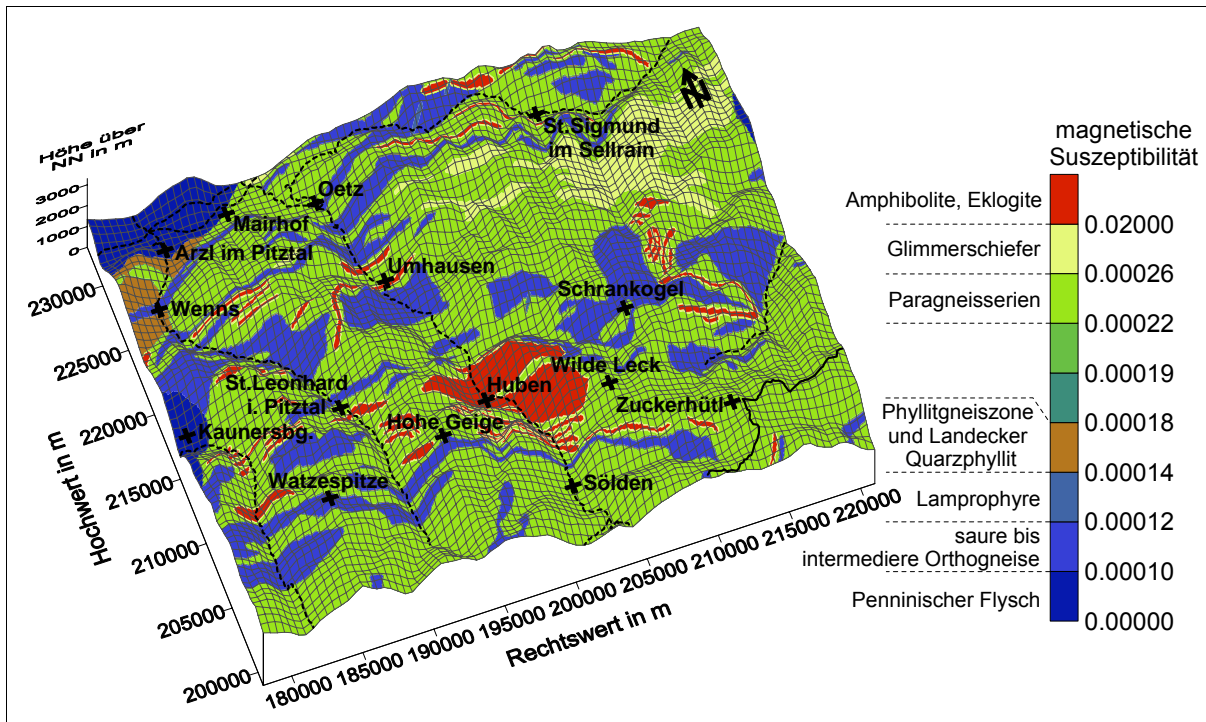 Höhe über
NN in m
3000
2000
1000
0
N
St.Sigmund
im Sellrain
Oetz
Mairhof
Arzl im Pitztal
Umhausen
Wenns
Schrankogel
St.Leonhard
i. Pitztal
Wilde Leck
Huben
Zuckerhütl
Hohe Geige
Kaunersbg.
Watzespitze
Sölden
Hochwert in m
230000
225000
220000
215000
210000
205000
200000
Rechtswert in m
180000
185000
190000
195000
200000
205000
210000
215000
220000
magnetische
Suszeptibilität
Amphibolite, Eklogite
0.02000
Glimmerschiefer
0.00026
Paragneisserien
0.00022
0.00019
0.00018
Phyllitgneiszone
und Landecker
Quarzphyllit
0.00014
Lamprophyre
0.00012
saure bis
intermediere Orthogneise
0.00010
Penninischer Flysch
0.00000